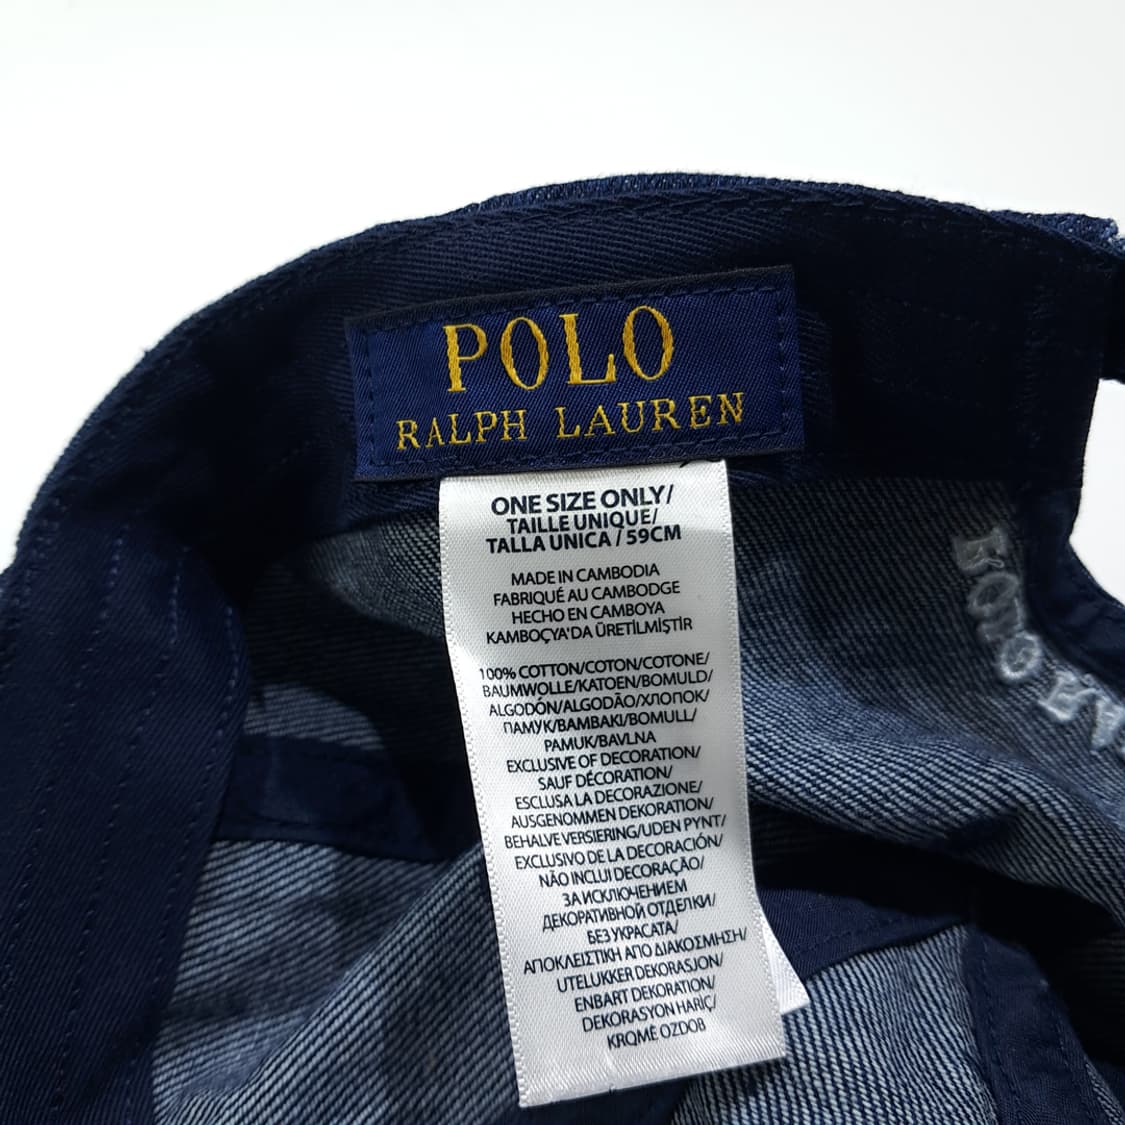 POLO
RALPH LAUREN
ONE SIZE ONLY/
TAILLE UNIQUE/
TALLA UNICA / 59CM
MADE IN CAMBODIA
FABRIQUÉ AU CAMBODGE
HECHO EN CAMBOYA
KAMBOÇYA'DA ÜRETİLMİŞTİR
100% COTTON/COTON/COTONE/
BAUMWOLLE/KATOEN/BOMULD/
ALGODÓN/ALGODÃO/ХЛОПОК/
ПАМУК/ΒΑΜΒΑΚΙ/BOMULL/
PAMUK/BAVLNA
EXCLUSIVE OF DECORATION/
SAUF DÉCORATION/
ESCLUSA LA DECORAZIONE/
AUSGENOMMEN DEKORATION/
BEHALVE VERSIERING/UDEN PYNT/
EXCLUSIVO DE LA DECORACIÓN/
NÃO INCLUI DECORAÇÃO/
ЗА ИСКЛЮЧЕНИЕМ
ДЕКОРАТИВНОЙ ОТДЕЛКИ/
БЕЗ УКРАСАТА/
ΑΠΟΚΛΕΙΣΤΙΚΗ ΑΠΟ ΔΙΑΚΟΣΜΗΣΗ/
UTELUKKER DEKORASJON/
ENBART DEKORATION/
DEKORASYON HARİÇ/
KROMĚ OZDOB